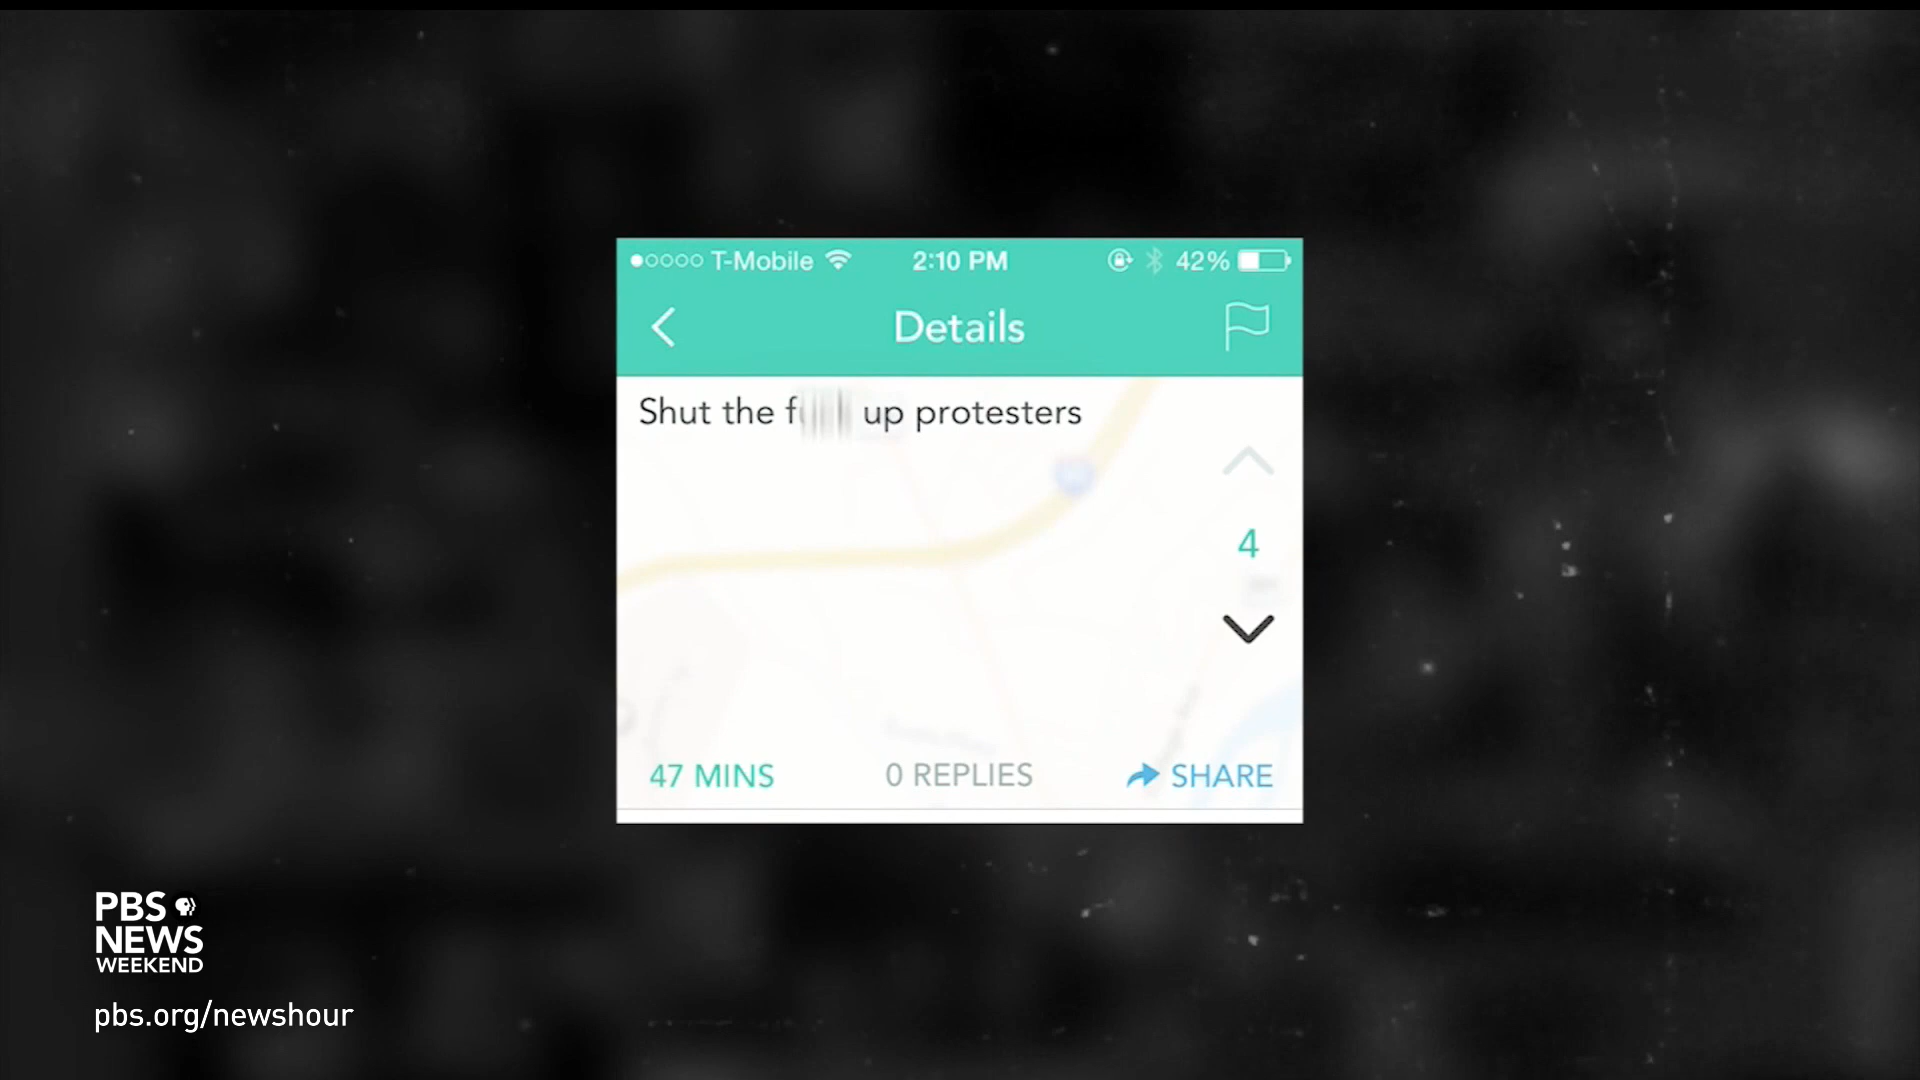 T-Mobile 2:10 PM 42%
Details
Shut the f up protesters
4
47 MINS 0 REPLIES SHARE
PBS
NEWS
WEEKEND
pbs.org/newshour